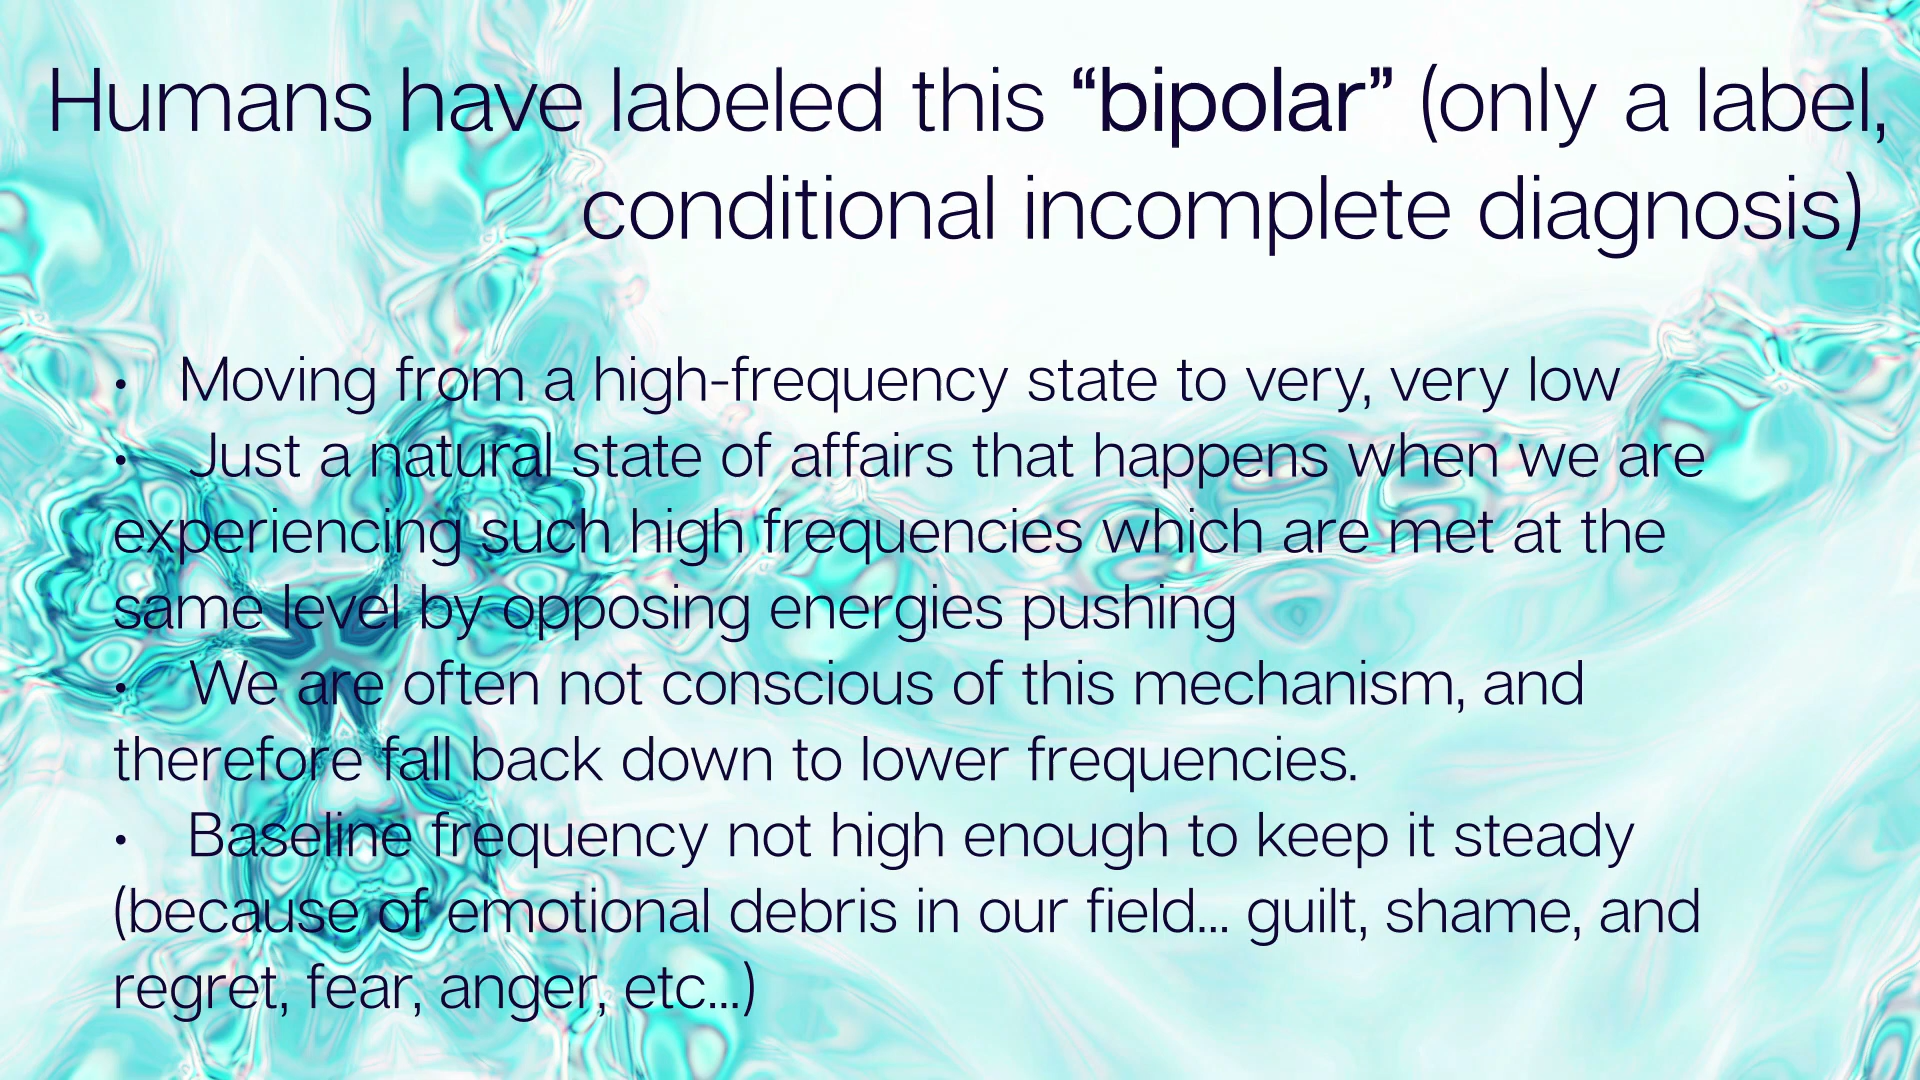 Humans have labeled this “bipolar” (only a label,
conditional incomplete diagnosis)
• Moving from a high-frequency state to very, very low
• Just a natural state of affairs that happens when we are
experiencing such high frequencies which are met at the
same level by opposing energies pushing
• We are often not conscious of this mechanism, and
therefore fall back down to lower frequencies.
• Baseline frequency not high enough to keep it steady
(because of emotional debris in our field... guilt, shame, and
regret, fear, anger, etc...)